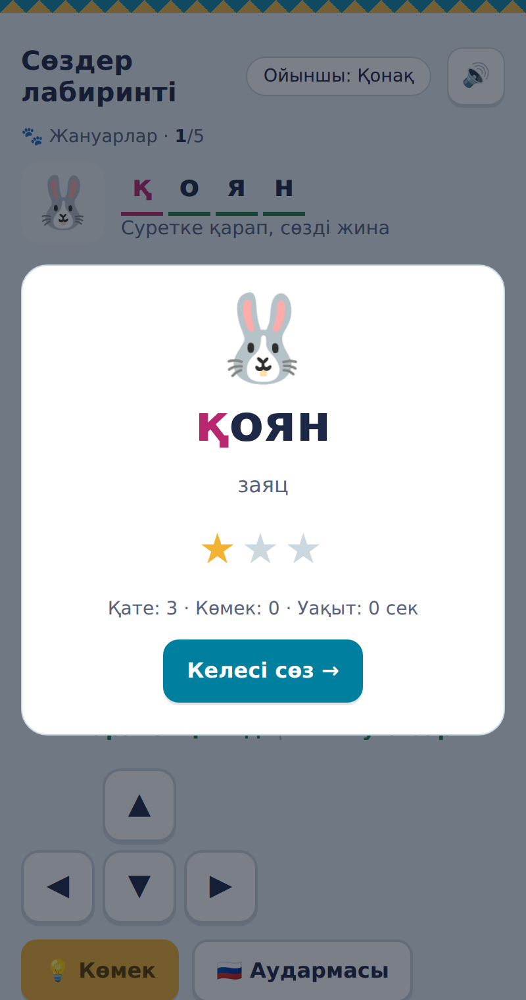 Сөздер
лабиринті
Ойыншы: Қонақ
Жануарлар · 1/5
қ о я н
Суретке қарап, сөзді жина
қоян
заяц
Қате: 3 · Көмек: 0 · Уақыт: 0 сек
Келесі сөз →
Көмек
Аудармасы